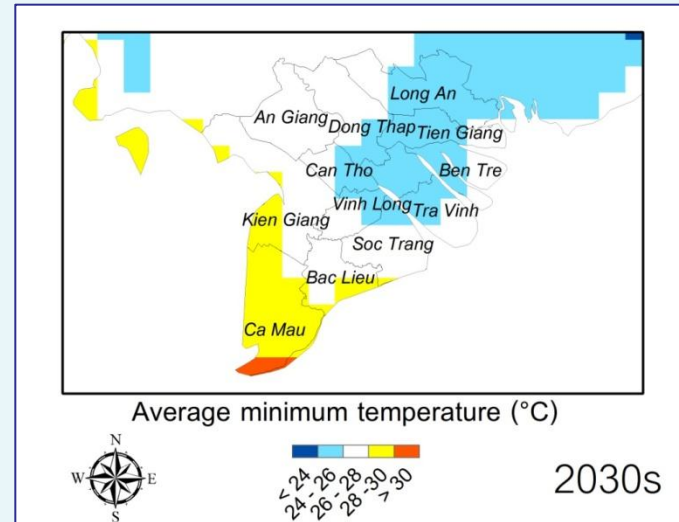 Long An
An Giang
Dong Thap
Tien Giang
Can Tho
Ben Tre
Vinh Long
Tra Vinh
Kien Giang
Soc Trang
Bac Lieu
Ca Mau
Average minimum temperature (°C)
N
W E
S
< 24
24 - 26
26 - 28
28 -30
> 30
2030s